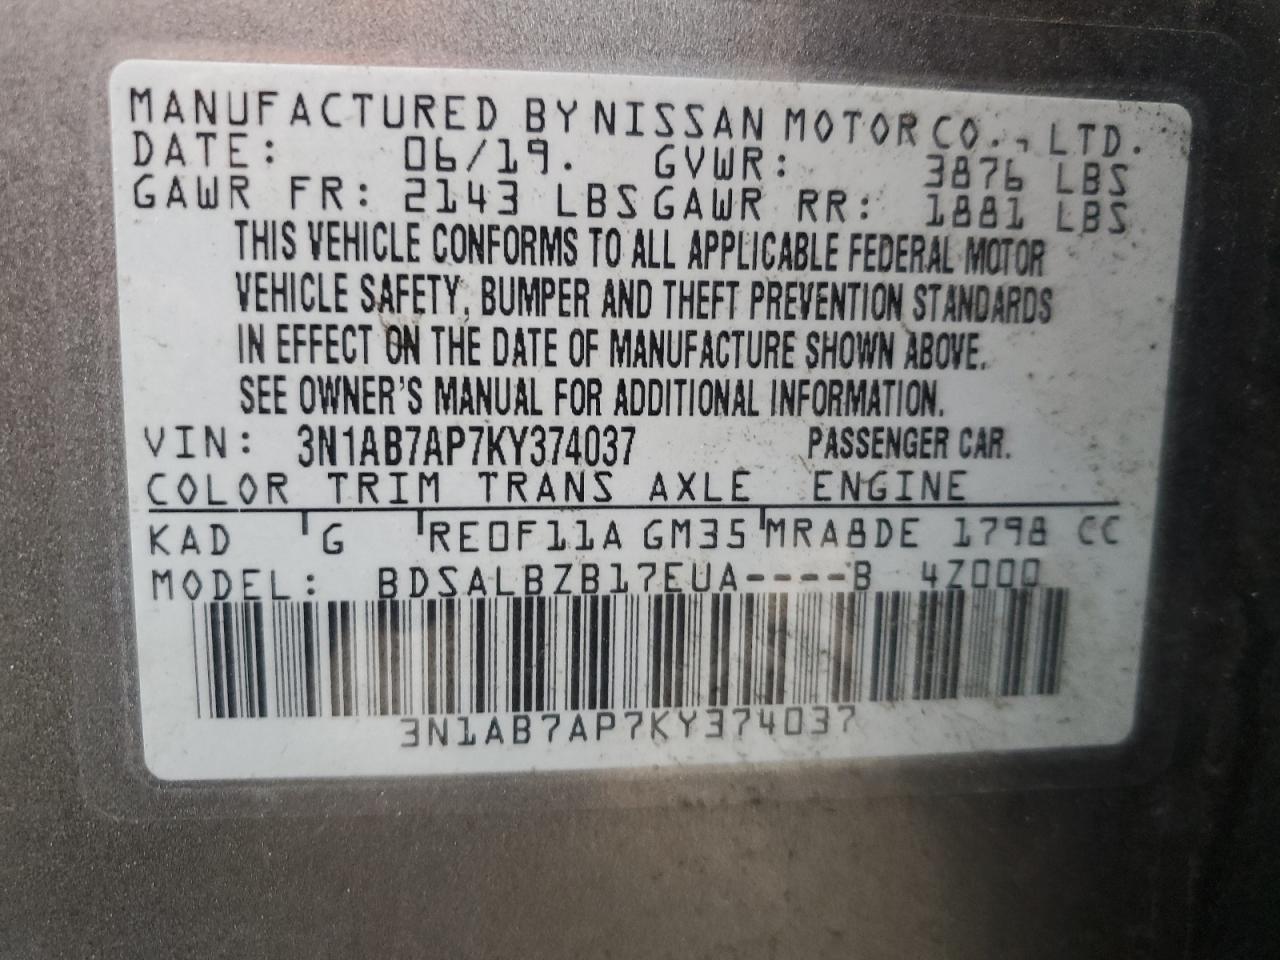 MANUFACTURED BY NISSAN MOTOR CO., LTD.
DATE: 06/19. GVWR: 3876 LBS
GAWR FR: 2143 LBS GAWR RR: 1881 LBS
THIS VEHICLE CONFORMS TO ALL APPLICABLE FEDERAL MOTOR
VEHICLE SAFETY, BUMPER AND THEFT PREVENTION STANDARDS
IN EFFECT ON THE DATE OF MANUFACTURE SHOWN ABOVE.
SEE OWNER'S MANUAL FOR ADDITIONAL INFORMATION.
VIN: 3N1AB7AP7KY374037 PASSENGER CAR.
COLOR TRIM TRANS AXLE ENGINE
KAD G RE0F11A GM35 MRA8DE 1798 CC
MODEL: BDSALBZB17EUA----B 4Z000
3N1AB7AP7KY374037